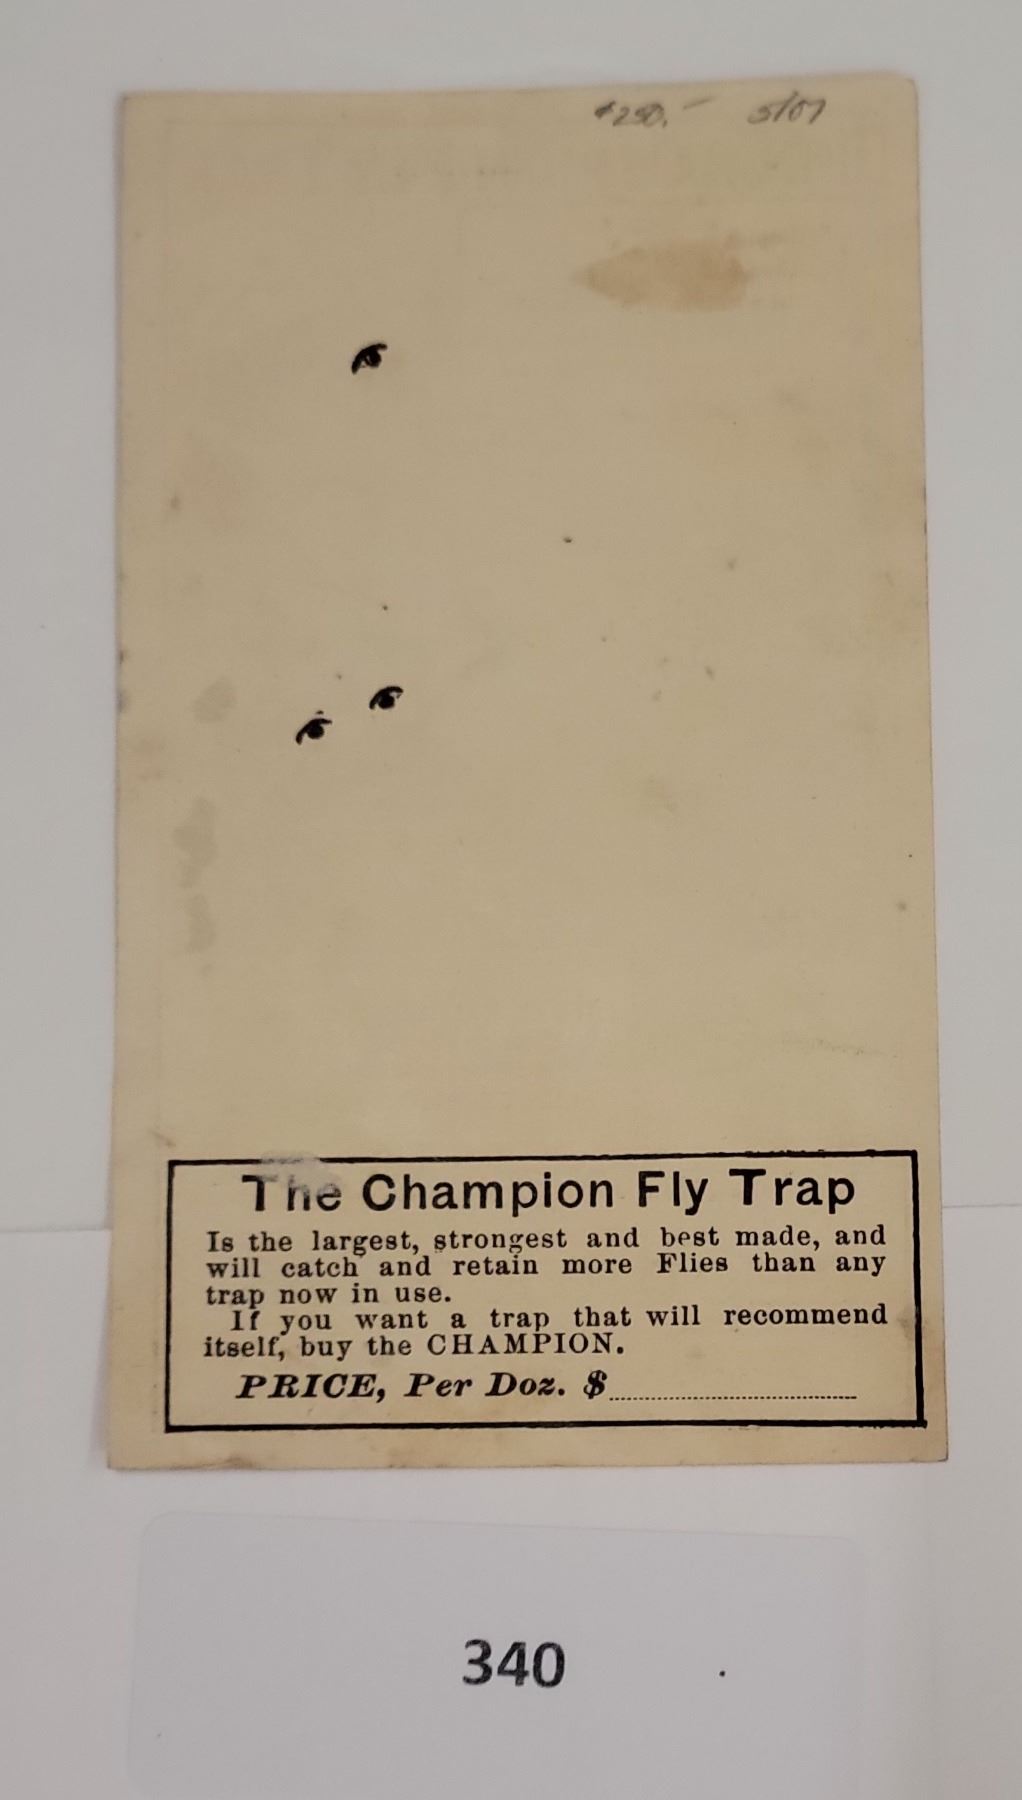 $250.- 5/07
The Champion Fly Trap
Is the largest, strongest and best made, and
will catch and retain more Flies than any
trap now in use.
If you want a trap that will recommend
itself, buy the CHAMPION.
PRICE, Per Doz. $
340